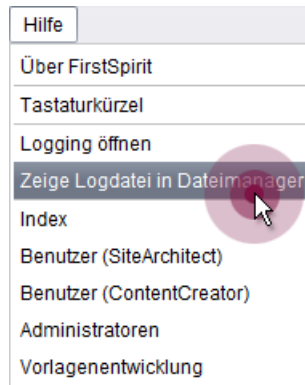 Hilfe
Über FirstSpirit
Tastaturkürzel
Logging öffnen
Zeige Logdatei in Dateimanager
Index
Benutzer (SiteArchitect)
Benutzer (ContentCreator)
Administratoren
Vorlagenentwicklung